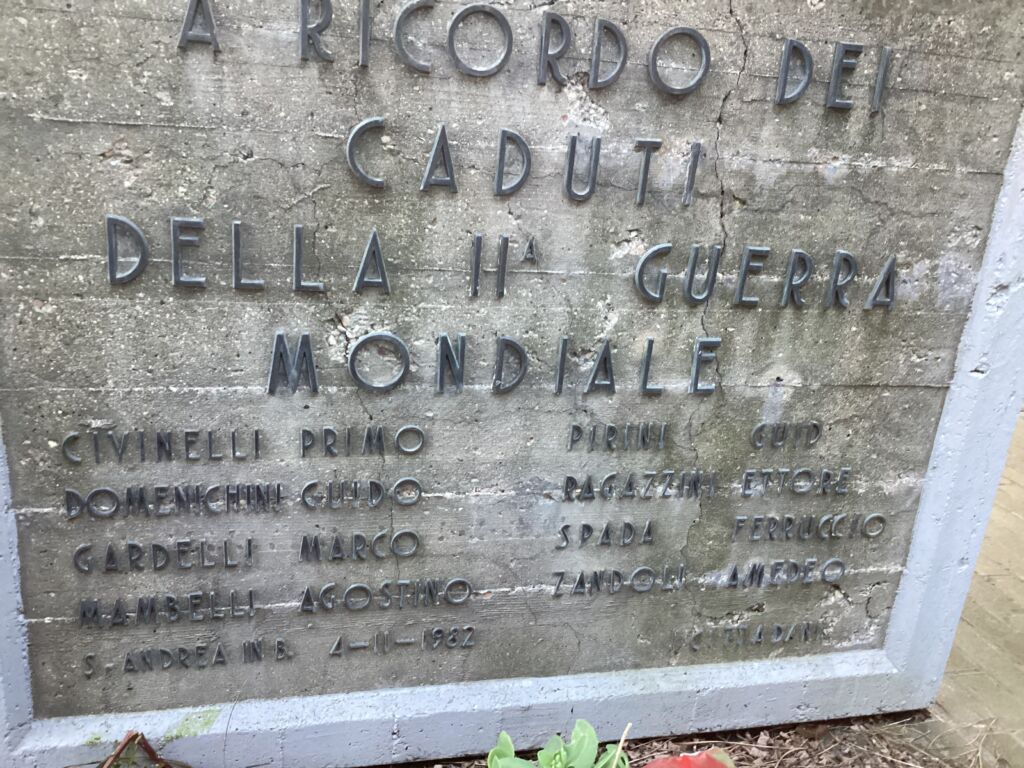 A RICORDO DEI
CADUTI
DELLA IIA GUERRA
MONDIALE
CIVINELLI PRIMO
DOMENICHINI GUIDO
GARDELLI MARCO
MAMBELLI AGOSTINO
PIRINI GUID
RAGAZZINI ETTORE
SPADA FERRUCCIO
ZANDOLI AMEDEO
S. ANDREA IN B. 4-11-1982